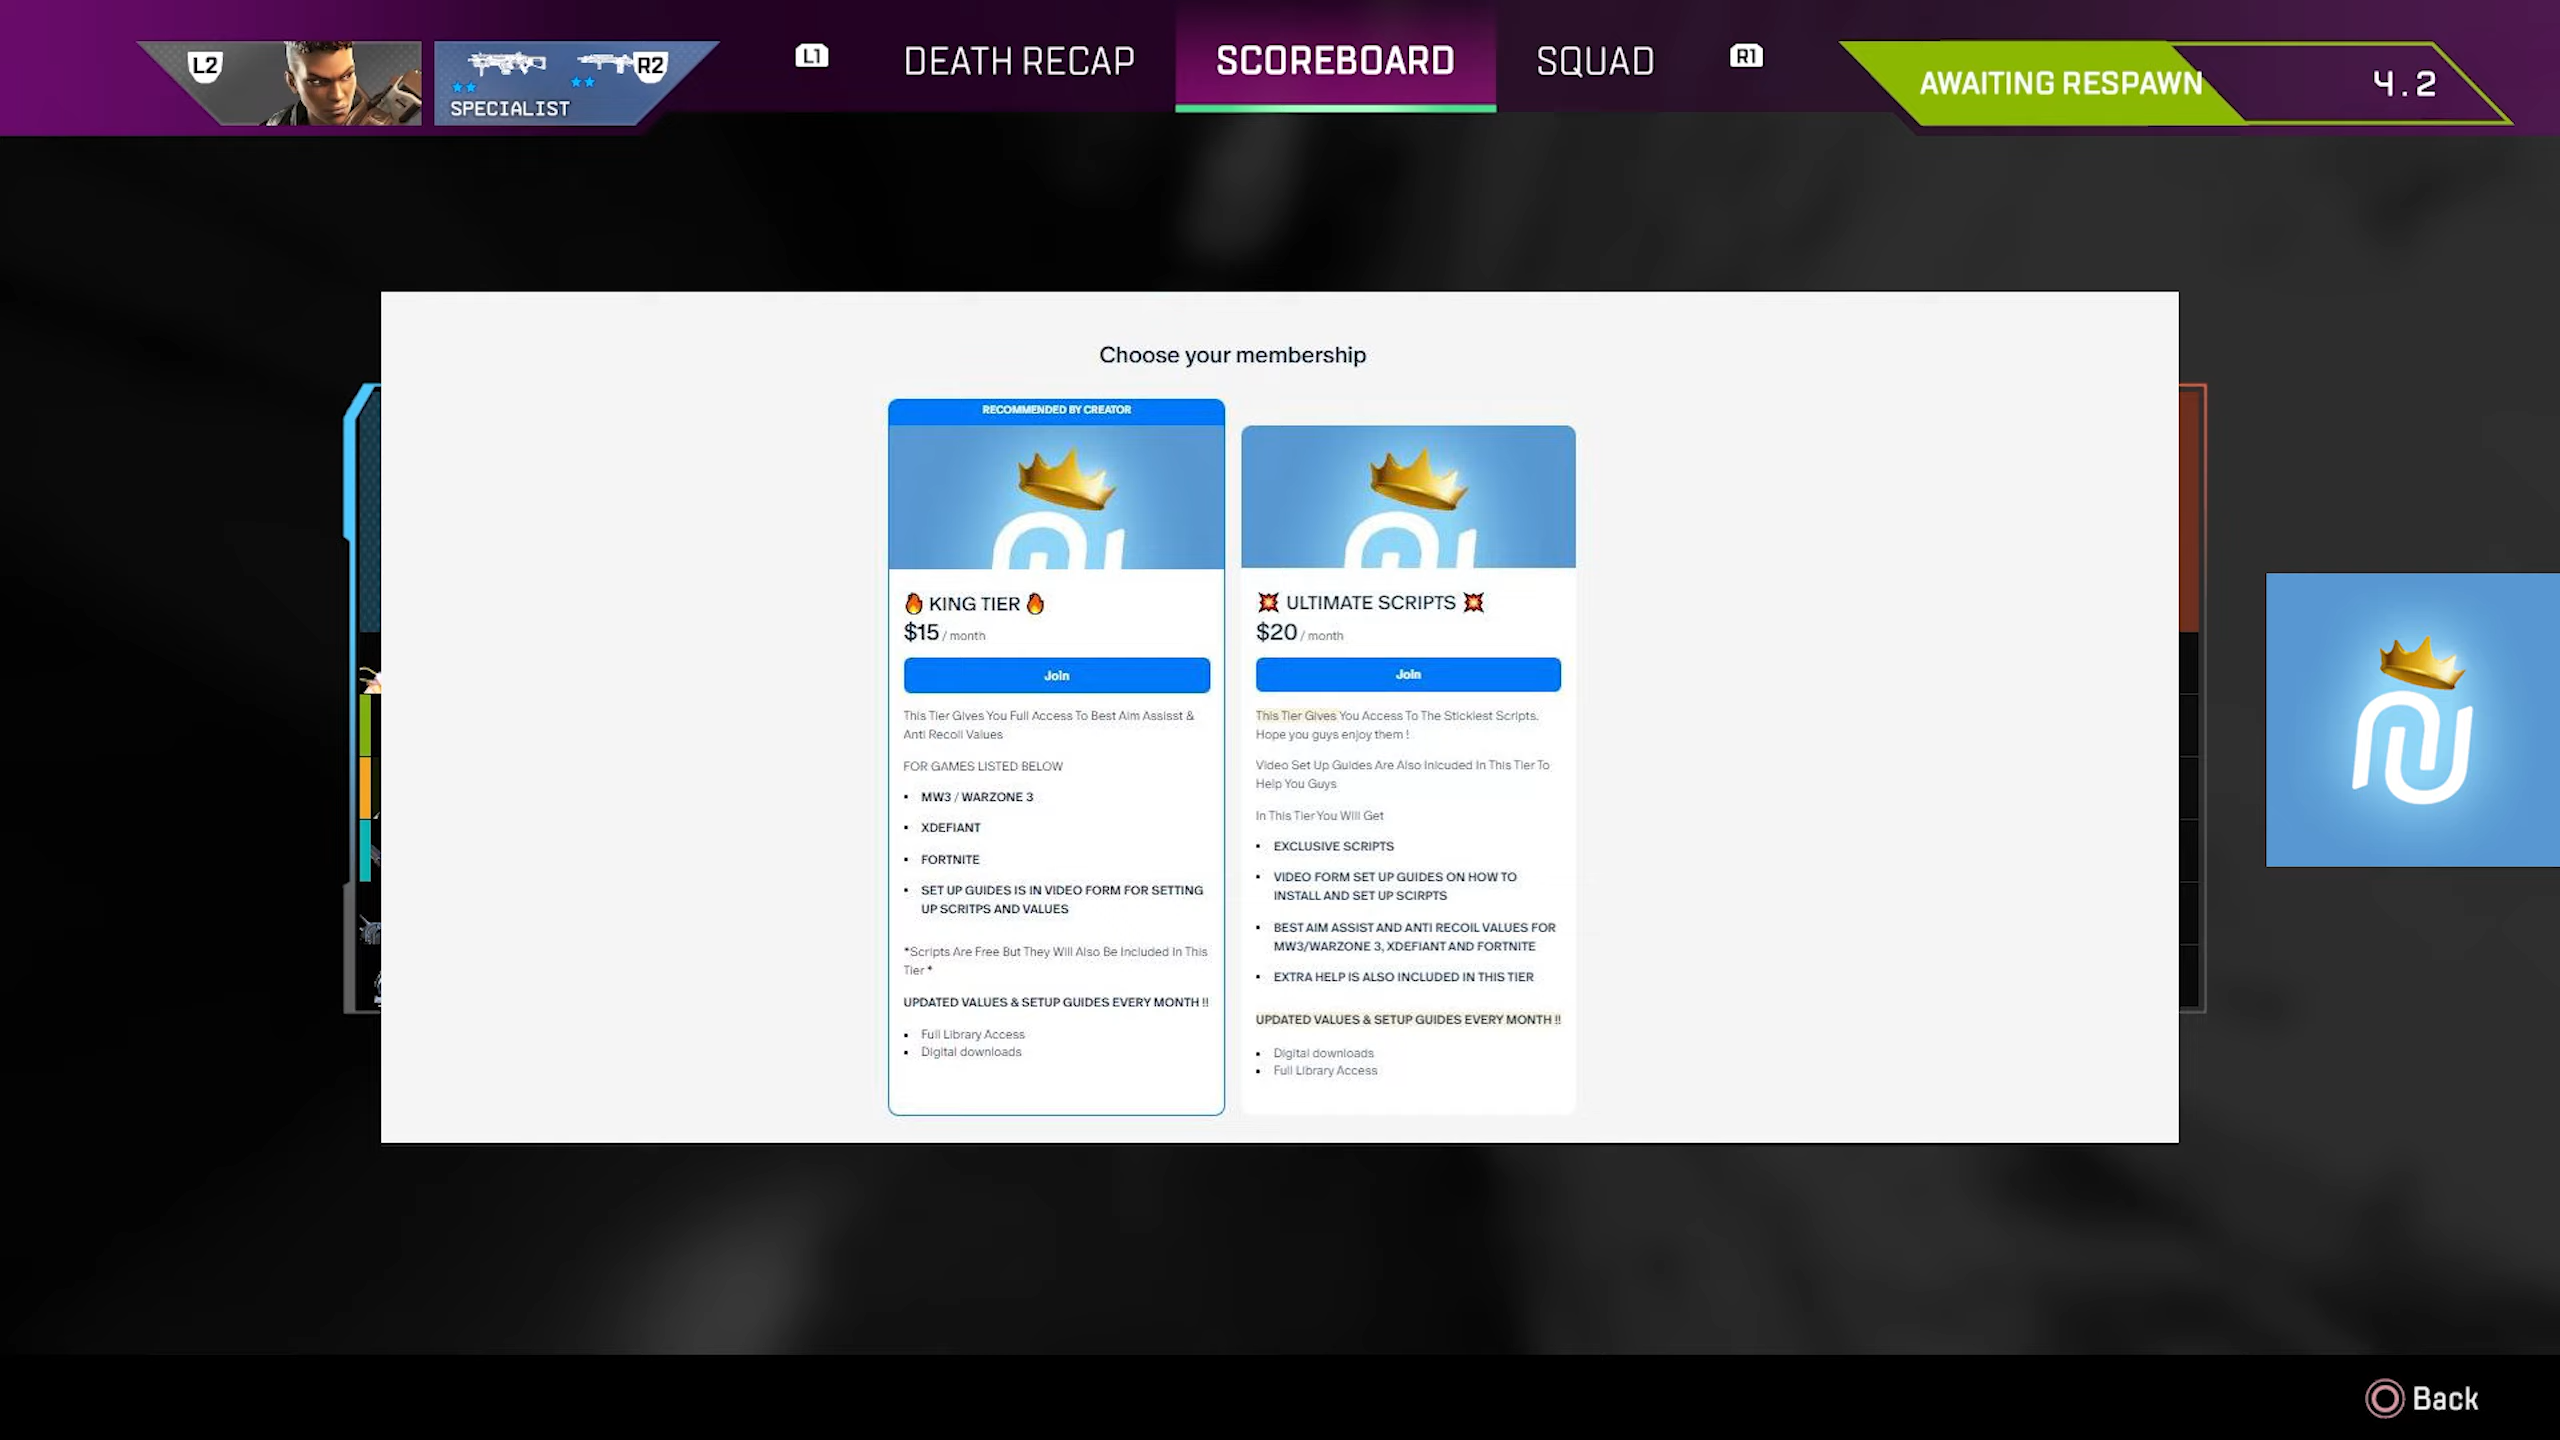 L2
R2
SPECIALIST
L1
DEATH RECAP
SCOREBOARD
SQUAD
R1
AWAITING RESPAWN
4.2
Choose your membership
RECOMMENDED BY CREATOR
🔥 KING TIER 🔥
$15 / month
Join
This Tier Gives You Full Access To Best Aim Assisst &
Anti Recoil Values
FOR GAMES LISTED BELOW
• MW3 / WARZONE 3
• XDEFIANT
• FORTNITE
• SET UP GUIDES IS IN VIDEO FORM FOR SETTING
UP SCRITPS AND VALUES
*Scripts Are Free But They Will Also Be Included In This
Tier *
UPDATED VALUES & SETUP GUIDES EVERY MONTH !!
• Full Library Access
• Digital downloads
💥 ULTIMATE SCRIPTS 💥
$20 / month
Join
This Tier Gives You Access To The Stickiest Scripts.
Hope you guys enjoy them !
Video Set Up Guides Are Also Inlcuded In This Tier To
Help You Guys
In This Tier You Will Get
• EXCLUSIVE SCRIPTS
• VIDEO FORM SET UP GUIDES ON HOW TO
INSTALL AND SET UP SCIRPTS
• BEST AIM ASSIST AND ANTI RECOIL VALUES FOR
MW3/WARZONE 3, XDEFIANT AND FORTNITE
• EXTRA HELP IS ALSO INCLUDED IN THIS TIER
UPDATED VALUES & SETUP GUIDES EVERY MONTH !!
• Digital downloads
• Full Library Access
Back